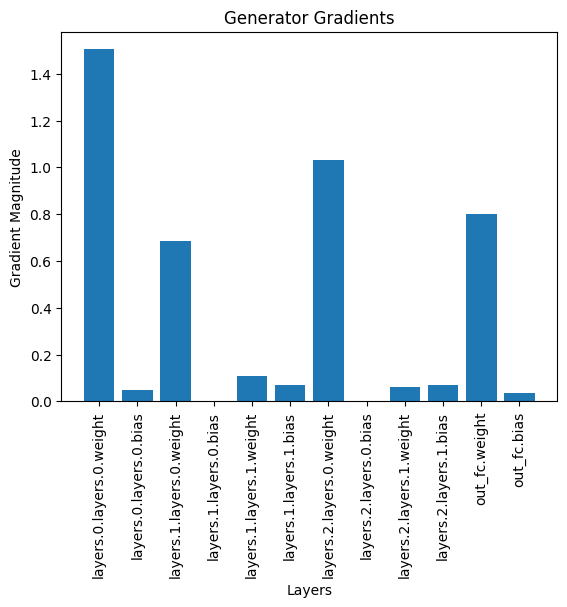 Generator Gradients
Gradient Magnitude
1.4
1.2
1.0
0.8
0.6
0.4
0.2
0.0
layers.0.layers.0.weight
layers.0.layers.0.bias
layers.1.layers.0.weight
layers.1.layers.0.bias
layers.1.layers.1.weight
layers.1.layers.1.bias
layers.2.layers.0.weight
layers.2.layers.0.bias
layers.2.layers.1.weight
layers.2.layers.1.bias
out_fc.weight
out_fc.bias
Layers